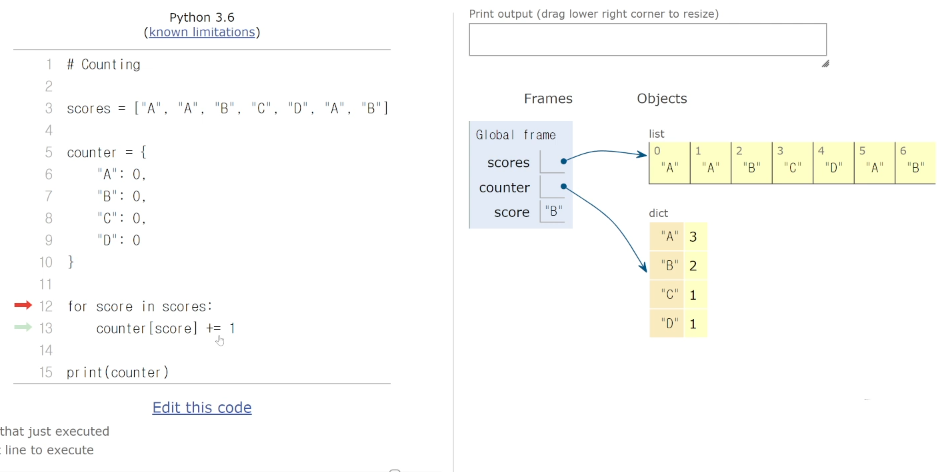 Python 3.6
(known limitations)
1 # Counting
2
3 scores = ["A", "A", "B", "C", "D", "A", "B"]
4
5 counter = {
6     "A": 0,
7     "B": 0,
8     "C": 0,
9     "D": 0
10 }
11
12 for score in scores:
13     counter[score] += 1
14
15 print(counter)
Edit this code
that just executed
line to execute
Print output (drag lower right corner to resize)
Frames
Objects
Global frame
scores
counter
score "B"
list
0 1 2 3 4 5 6
"A" "A" "B" "C" "D" "A" "B"
dict
"A" 3
"B" 2
"C" 1
"D" 1